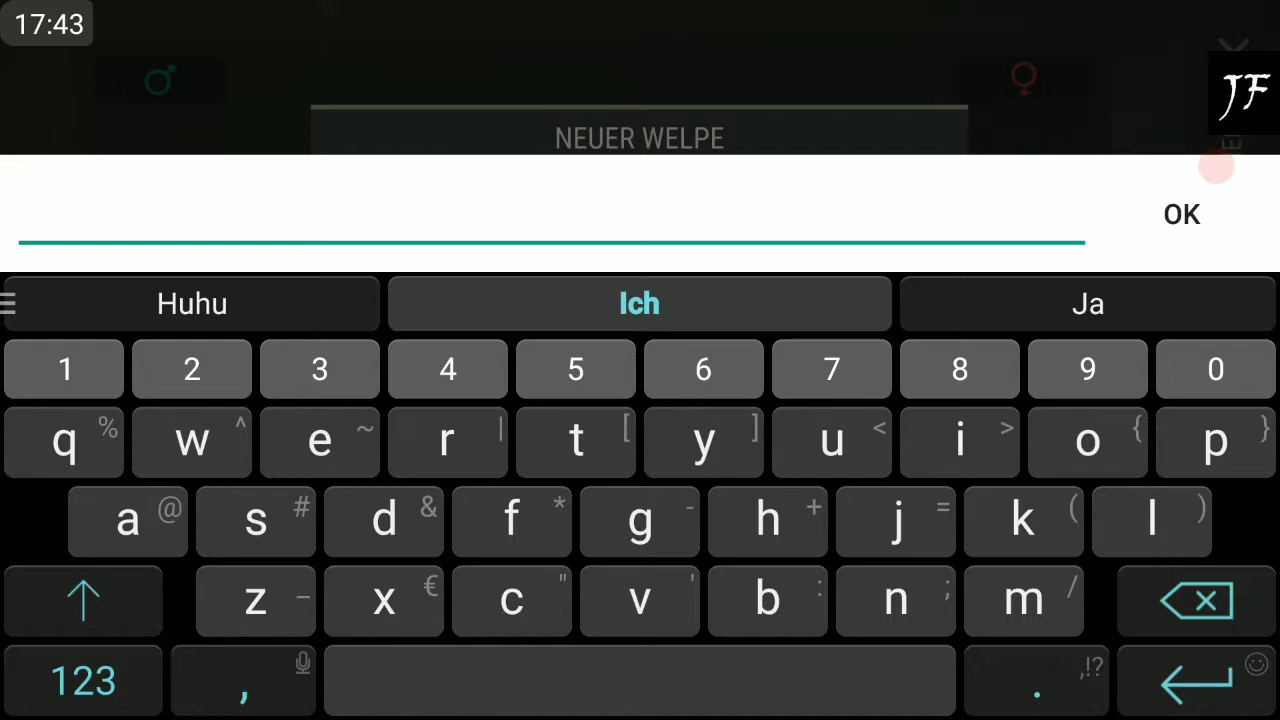 17:43
JF
NEUER WELPE
OK
Huhu Ich Ja
1 2 3 4 5 6 7 8 9 0
q % w ^ e ~ r | t [ y ] u < i > o { p }
a @ s # d & f * g - h + j = k ( l )
z _ x € c " v ' b : n ; m /
123 , . ,!?